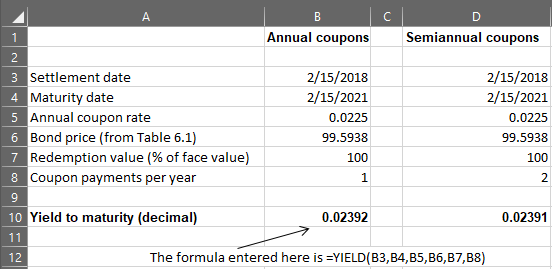 A B C D
1 Annual coupons Semiannual coupons
2
3 Settlement date 2/15/2018 2/15/2018
4 Maturity date 2/15/2021 2/15/2021
5 Annual coupon rate 0.0225 0.0225
6 Bond price (from Table 6.1) 99.5938 99.5938
7 Redemption value (% of face value) 100 100
8 Coupon payments per year 1 2
9
10 Yield to maturity (decimal) 0.02392 0.02391
11
12 The formula entered here is =YIELD(B3,B4,B5,B6,B7,B8)